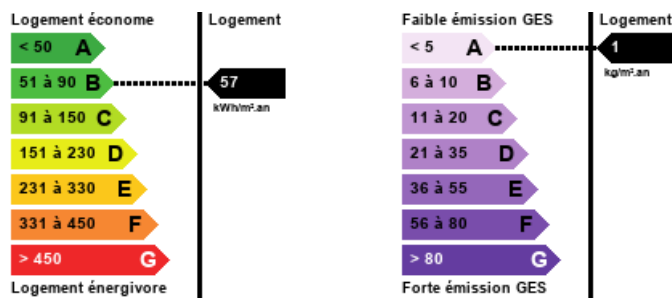 Logement économe
Logement
< 50 A
51 à 90 B
57
kWh/m².an
91 à 150 C
151 à 230 D
231 à 330 E
331 à 450 F
> 450 G
Logement énergivore
Faible émission GES
Logement
< 5 A
1
kg/m².an
6 à 10 B
11 à 20 C
21 à 35 D
36 à 55 E
56 à 80 F
> 80 G
Forte émission GES